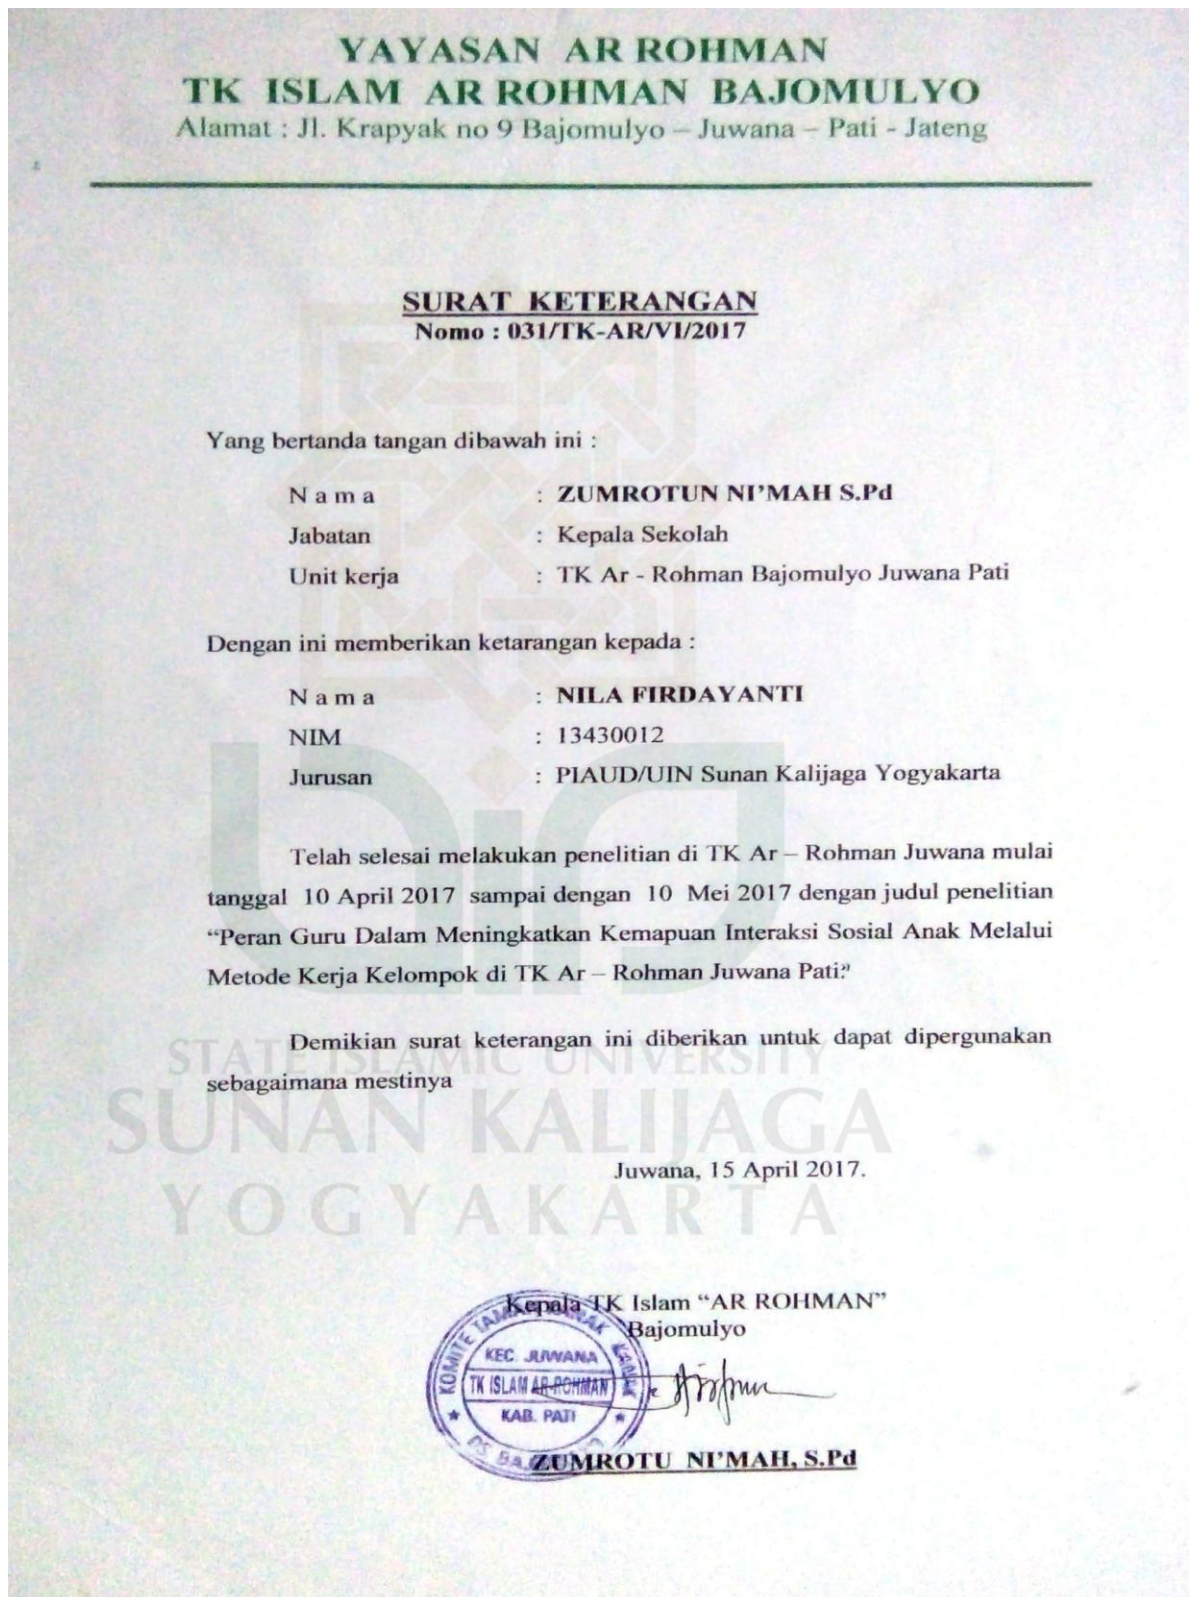 YAYASAN AR ROHMAN
TK ISLAM AR ROHMAN BAJOMULYO
Alamat : Jl. Krapyak no 9 Bajomulyo – Juwana – Pati - Jateng
SURAT KETERANGAN
Nomo : 031/TK-AR/VI/2017
Yang bertanda tangan dibawah ini :
N a m a : ZUMROTUN NI’MAH S.Pd
Jabatan : Kepala Sekolah
Unit kerja : TK Ar - Rohman Bajomulyo Juwana Pati
Dengan ini memberikan ketarangan kepada :
N a m a : NILA FIRDAYANTI
NIM : 13430012
Jurusan : PIAUD/UIN Sunan Kalijaga Yogyakarta
Telah selesai melakukan penelitian di TK Ar – Rohman Juwana mulai
tanggal 10 April 2017 sampai dengan 10 Mei 2017 dengan judul penelitian
“Peran Guru Dalam Meningkatkan Kemapuan Interaksi Sosial Anak Melalui
Metode Kerja Kelompok di TK Ar – Rohman Juwana Pati.”
Demikian surat keterangan ini diberikan untuk dapat dipergunakan
sebagaimana mestinya
STATE ISLAMIC UNIVERSITY
SUNAN KALIJAGA
YOGYAKARTA
Juwana, 15 April 2017.
Kepala TK Islam “AR ROHMAN”
Bajomulyo
KOMITE TAMAN KANAK
KEC. JUWANA
TK ISLAM AR-ROHMAN
KAB. PATI
DS.
ZUMROTU NI’MAH, S.Pd